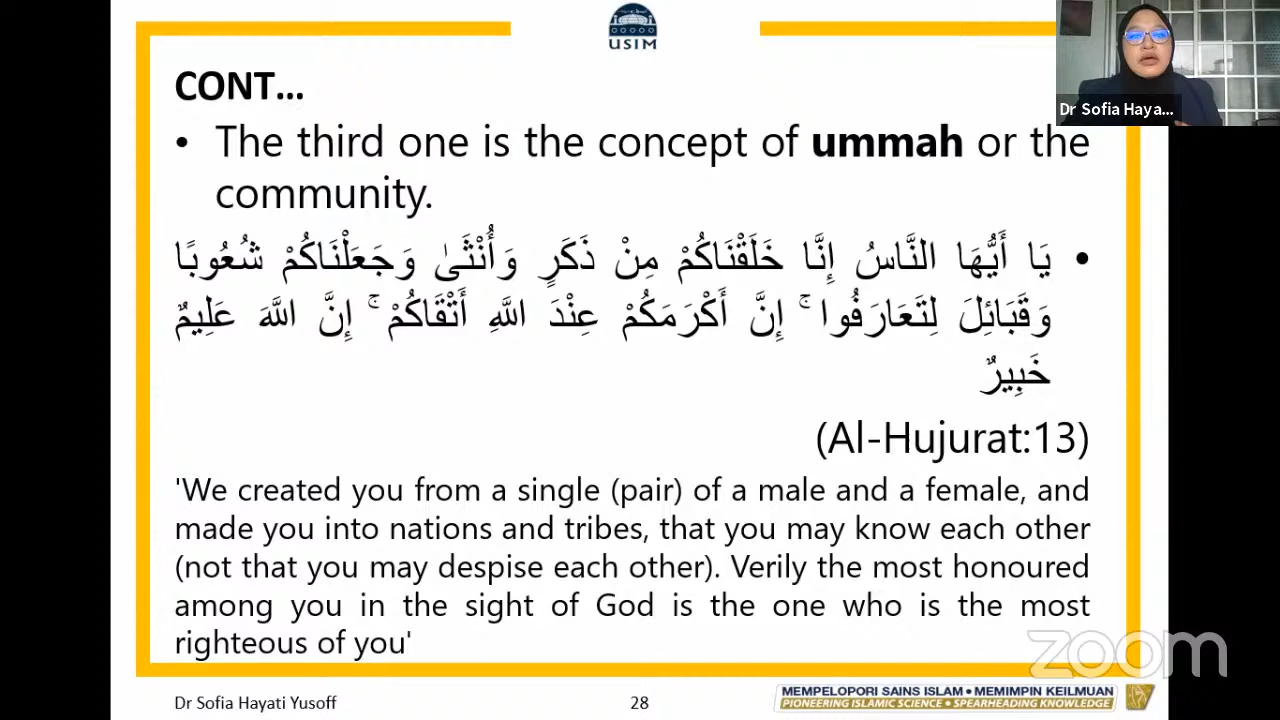 USIM
Dr Sofia Haya...
CONT...
• The third one is the concept of ummah or the
community.
• يَا أَيُّهَا النَّاسُ إِنَّا خَلَقْنَاكُمْ مِنْ ذَكَرٍ وَأُنْثَىٰ وَجَعَلْنَاكُمْ شُعُوبًا
وَقَبَائِلَ لِتَعَارَفُوا ۚ إِنَّ أَكْرَمَكُمْ عِنْدَ اللَّهِ أَتْقَاكُمْ ۚ إِنَّ اللَّهَ عَلِيمٌ
خَبِيرٌ
(Al-Hujurat:13)
'We created you from a single (pair) of a male and a female, and
made you into nations and tribes, that you may know each other
(not that you may despise each other). Verily the most honoured
among you in the sight of God is the one who is the most
righteous of you'
zoom
Dr Sofia Hayati Yusoff
28
MEMPELOPORI SAINS ISLAM • MEMIMPIN KEILMUAN
PIONEERING ISLAMIC SCIENCE • SPEARHEADING KNOWLEDGE